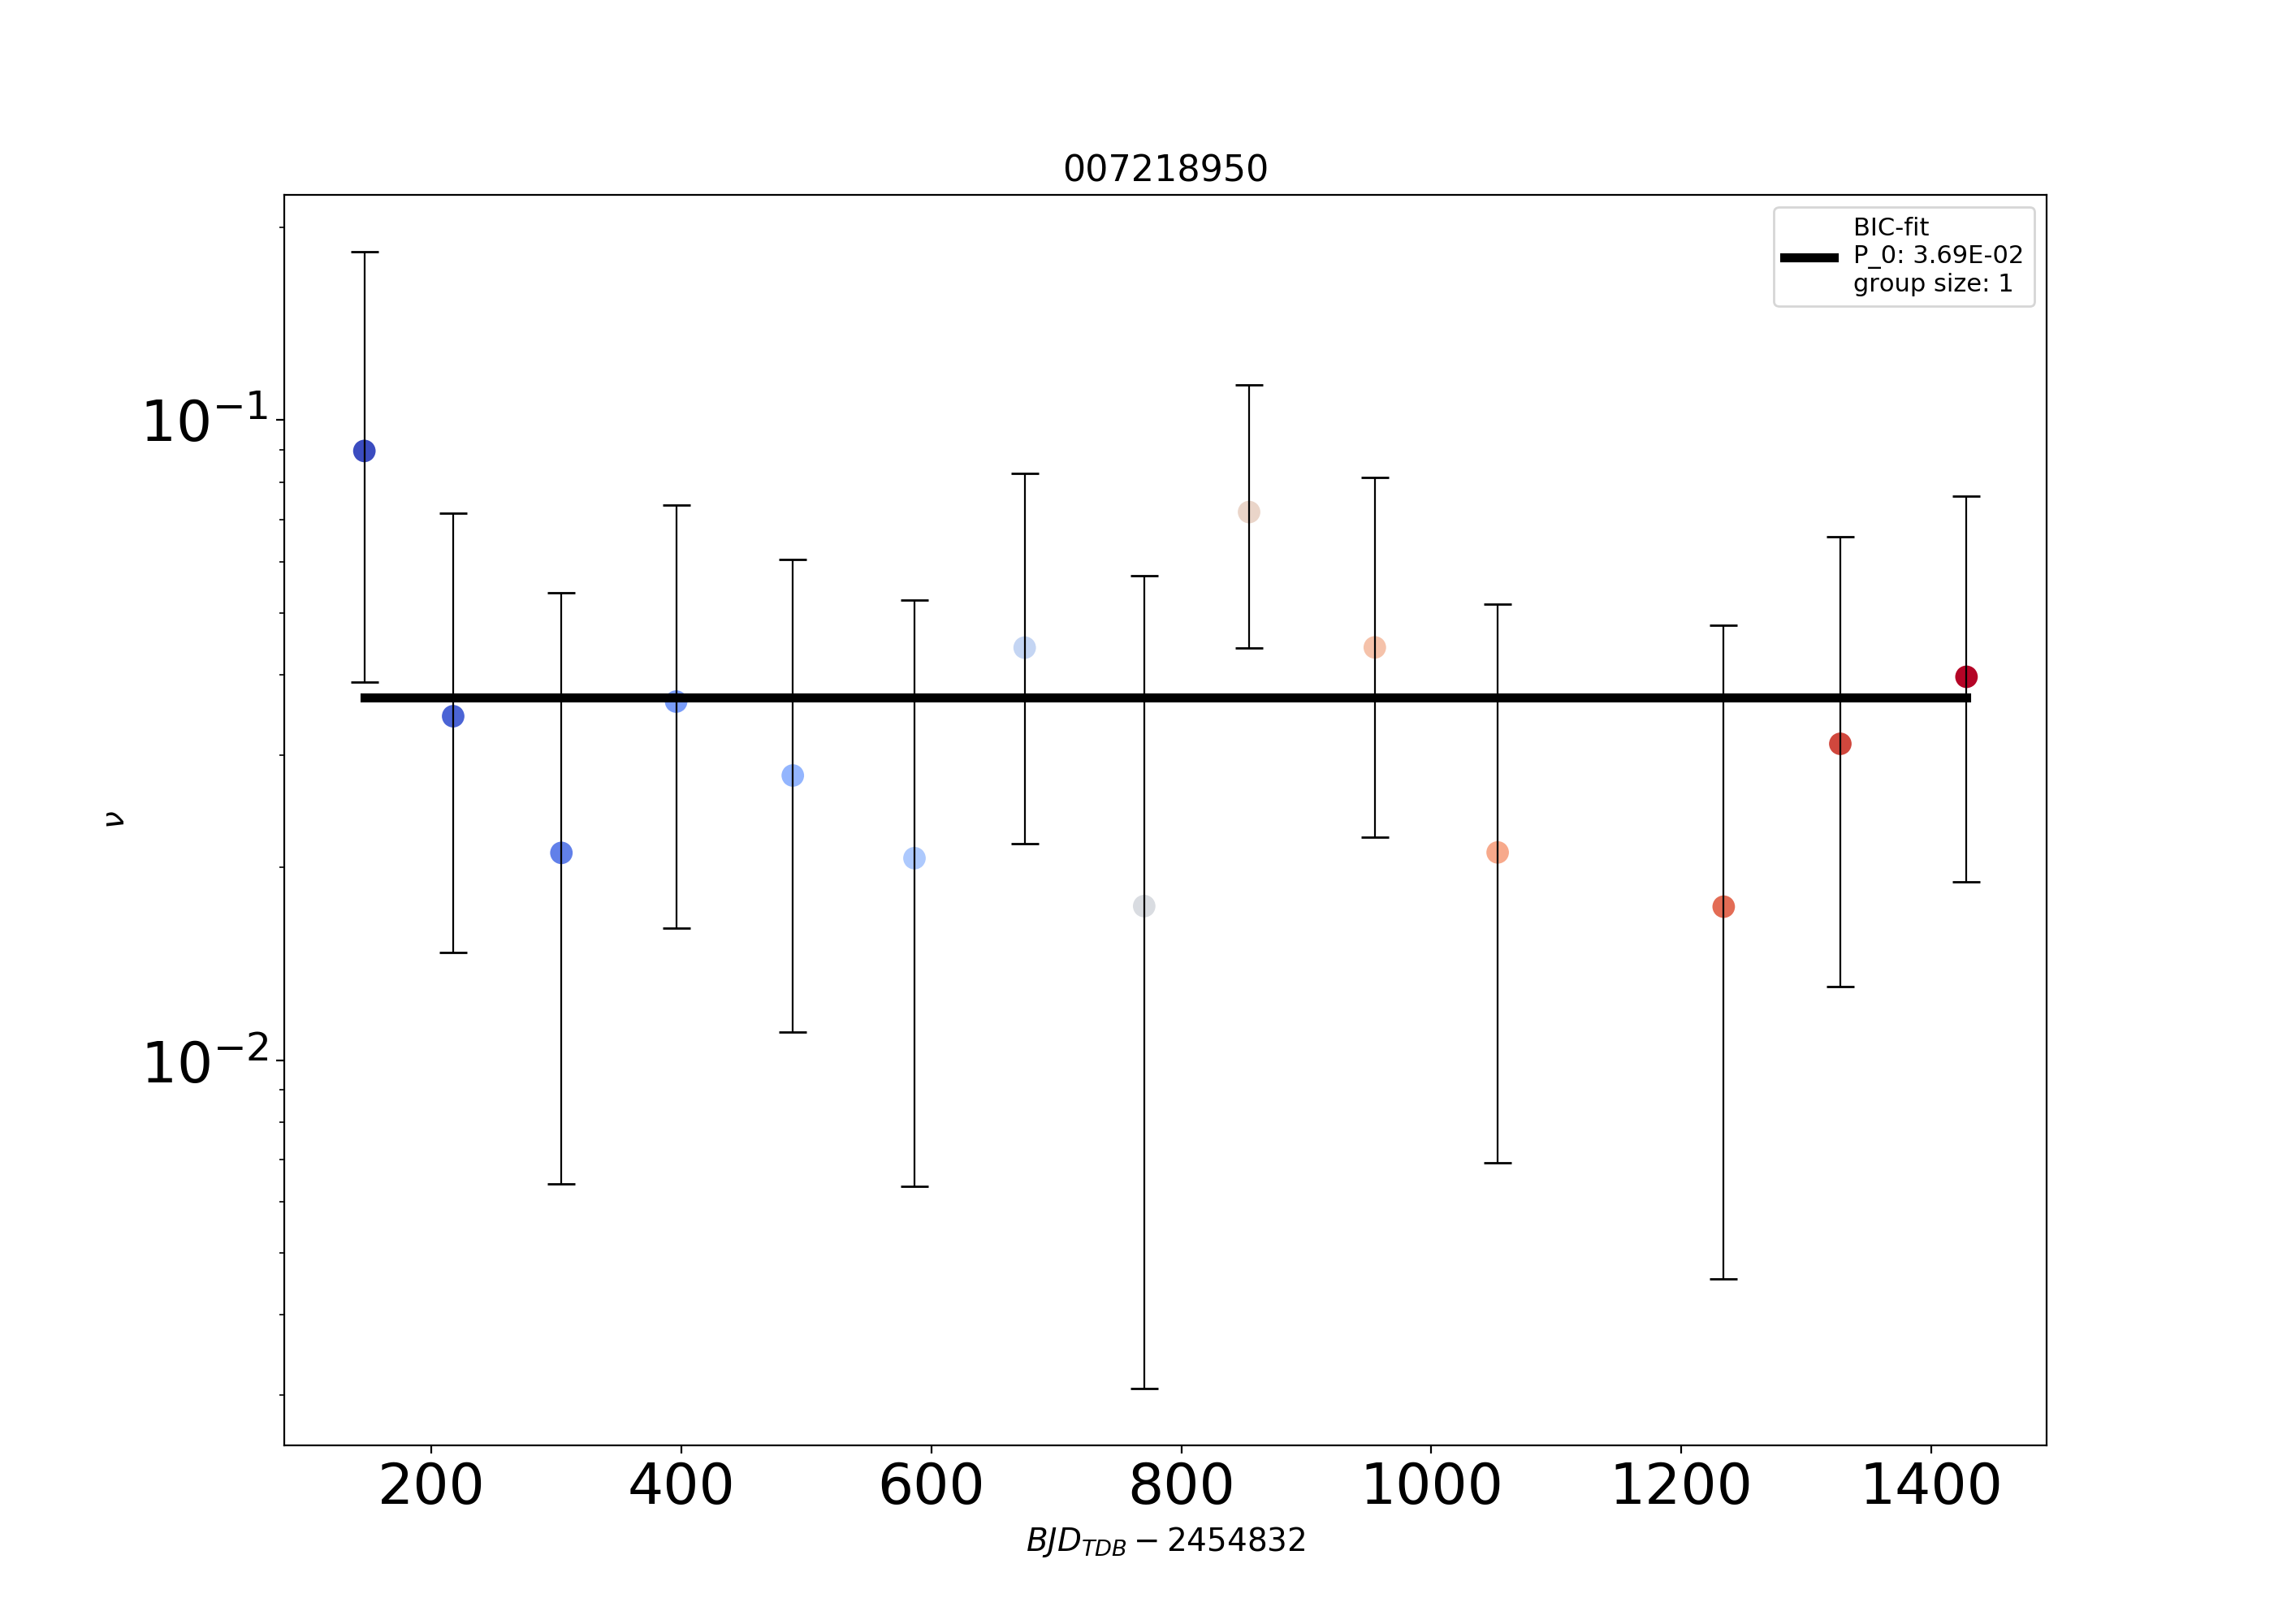 007218950
BIC-fit
P_0: 3.69E-02
group size: 1
10⁻¹
10⁻²
ν
200 400 600 800 1000 1200 1400
BJD_TDB − 2454832